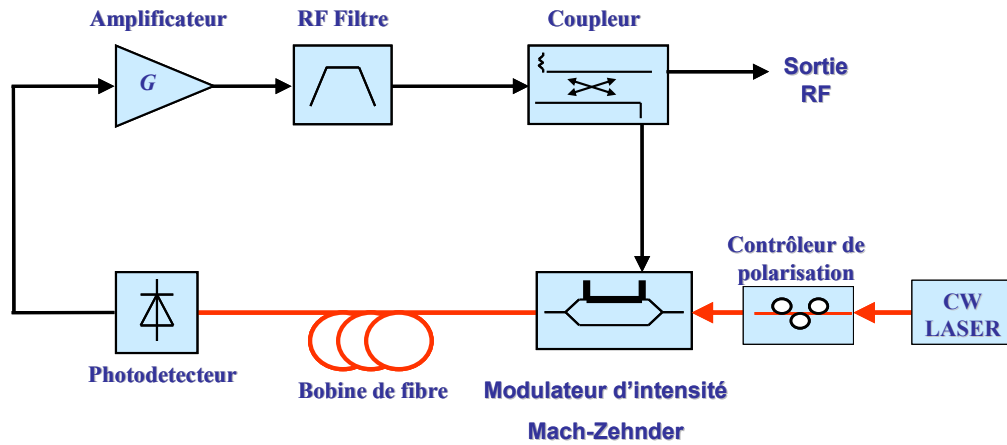 Amplificateur
RF Filtre
Coupleur
G
Sortie
RF
Contrôleur de
polarisation
CW
LASER
Photodetecteur
Bobine de fibre
Modulateur d'intensité
Mach-Zehnder